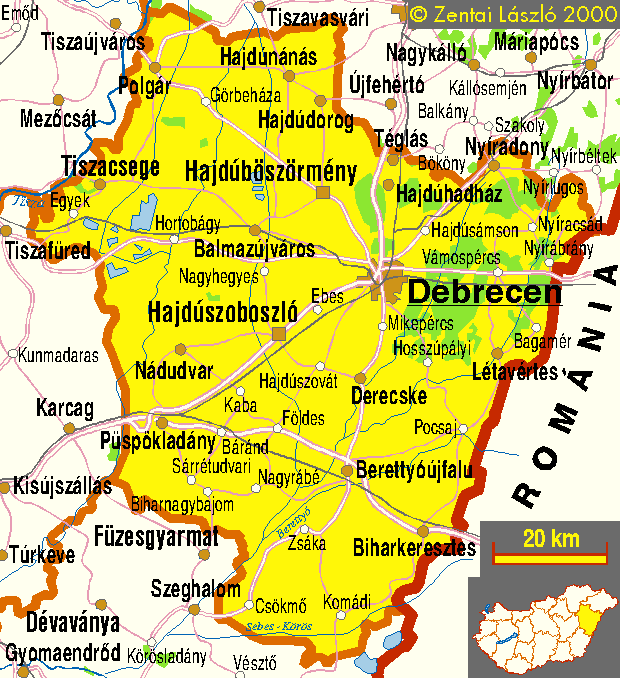 © Zentai László 2000
Emőd
Tiszavasvári
Tiszaújváros
Hajdúnánás
Nagykálló
Máriapócs
Polgár
Görbeháza
Újfehértó
Kállósemjén
Nyírbátor
Mezőcsát
Hajdúdorog
Balkány
Szakoly
Téglás
Tiszacsege
Hajdúböszörmény
Bököny
Nyíradony
Nyírbéltek
Tisza
Egyek
Hajdúhadház
Nyírlugos
Hortobágy
Hajdúsámson
Nyíracsád
Tiszafüred
Balmazújváros
Nyírábrány
Nagyhegyes
Vámospércs
Debrecen
Ebes
Hajdúszoboszló
Mikepércs
Bagamér
Kunmadaras
Hosszúpályi
Nádudvar
Létavértes
ROMÁNIA
Hajdúszovát
Kaba
Derecske
Karcag
Földes
Pocsaj
Püspökladány
Báránd
Sárrétudvari
Nagyrábé
Berettyóújfalu
Kisújszállás
Biharnagybajom
Berettyó
Füzesgyarmat
Zsáka
Biharkeresztes
20 km
Túrkeve
Szeghalom
Csökmő
Komádi
Dévaványa
Sebes - Körös
Gyomaendrőd
Körösladány
Vésztő